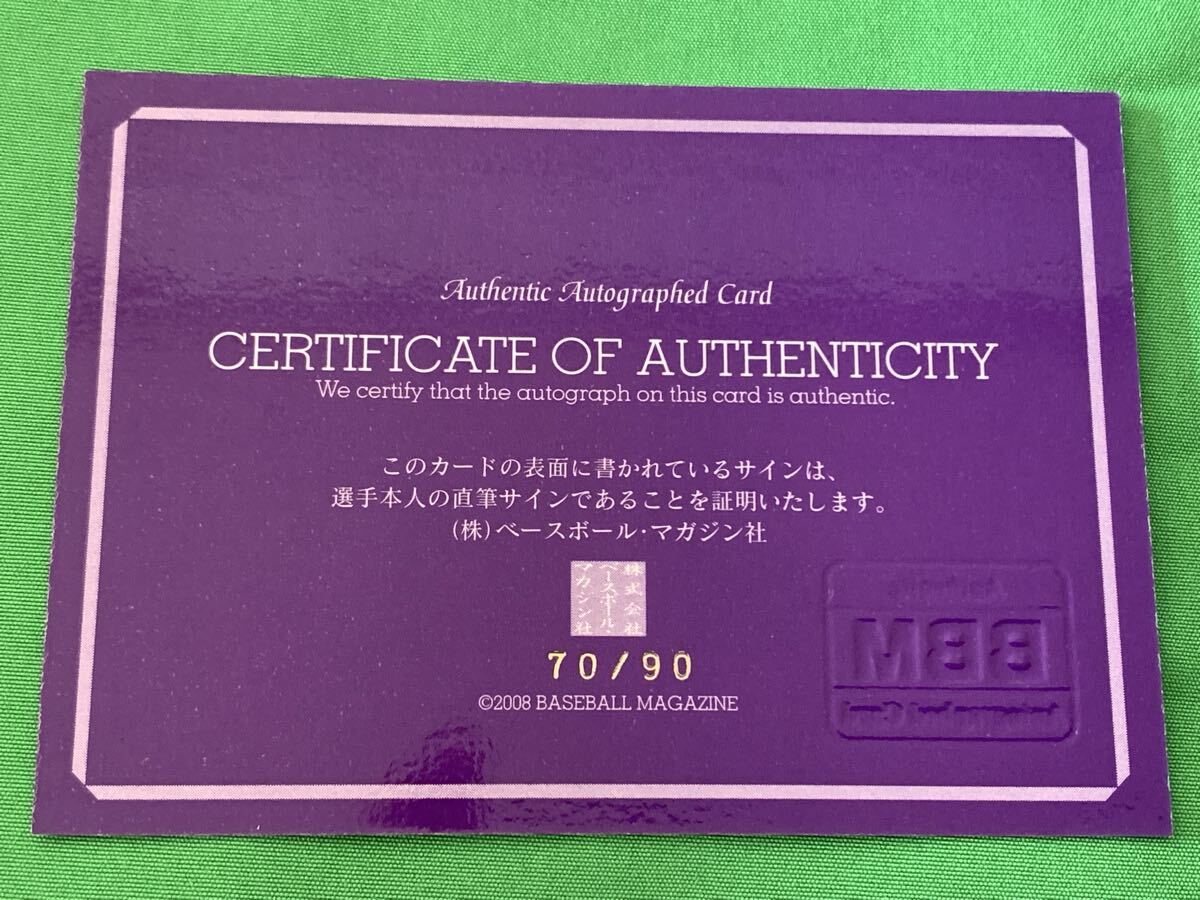 Authentic Autographed Card
CERTIFICATE OF AUTHENTICITY
We certify that the autograph on this card is authentic.
このカードの表面に書かれているサインは、
選手本人の直筆サインであることを証明いたします。
(株)ベースボール・マガジン社
株式会社
ベースボール・
マガジン社
70/90
©2008 BASEBALL MAGAZINE
BBM